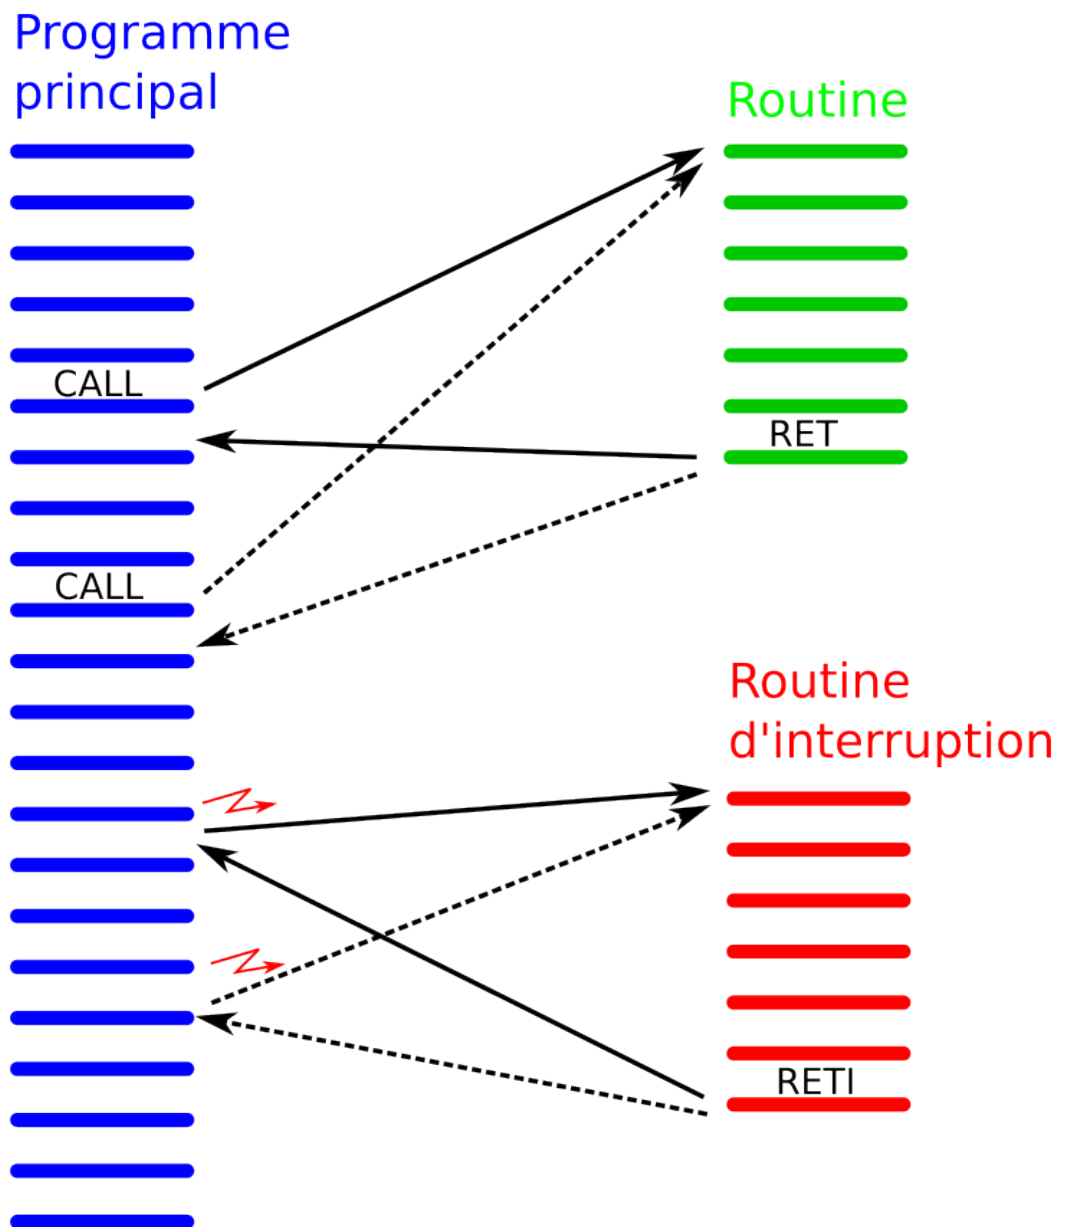 Programme
principal
Routine
CALL
RET
CALL
Routine
d'interruption
RETI